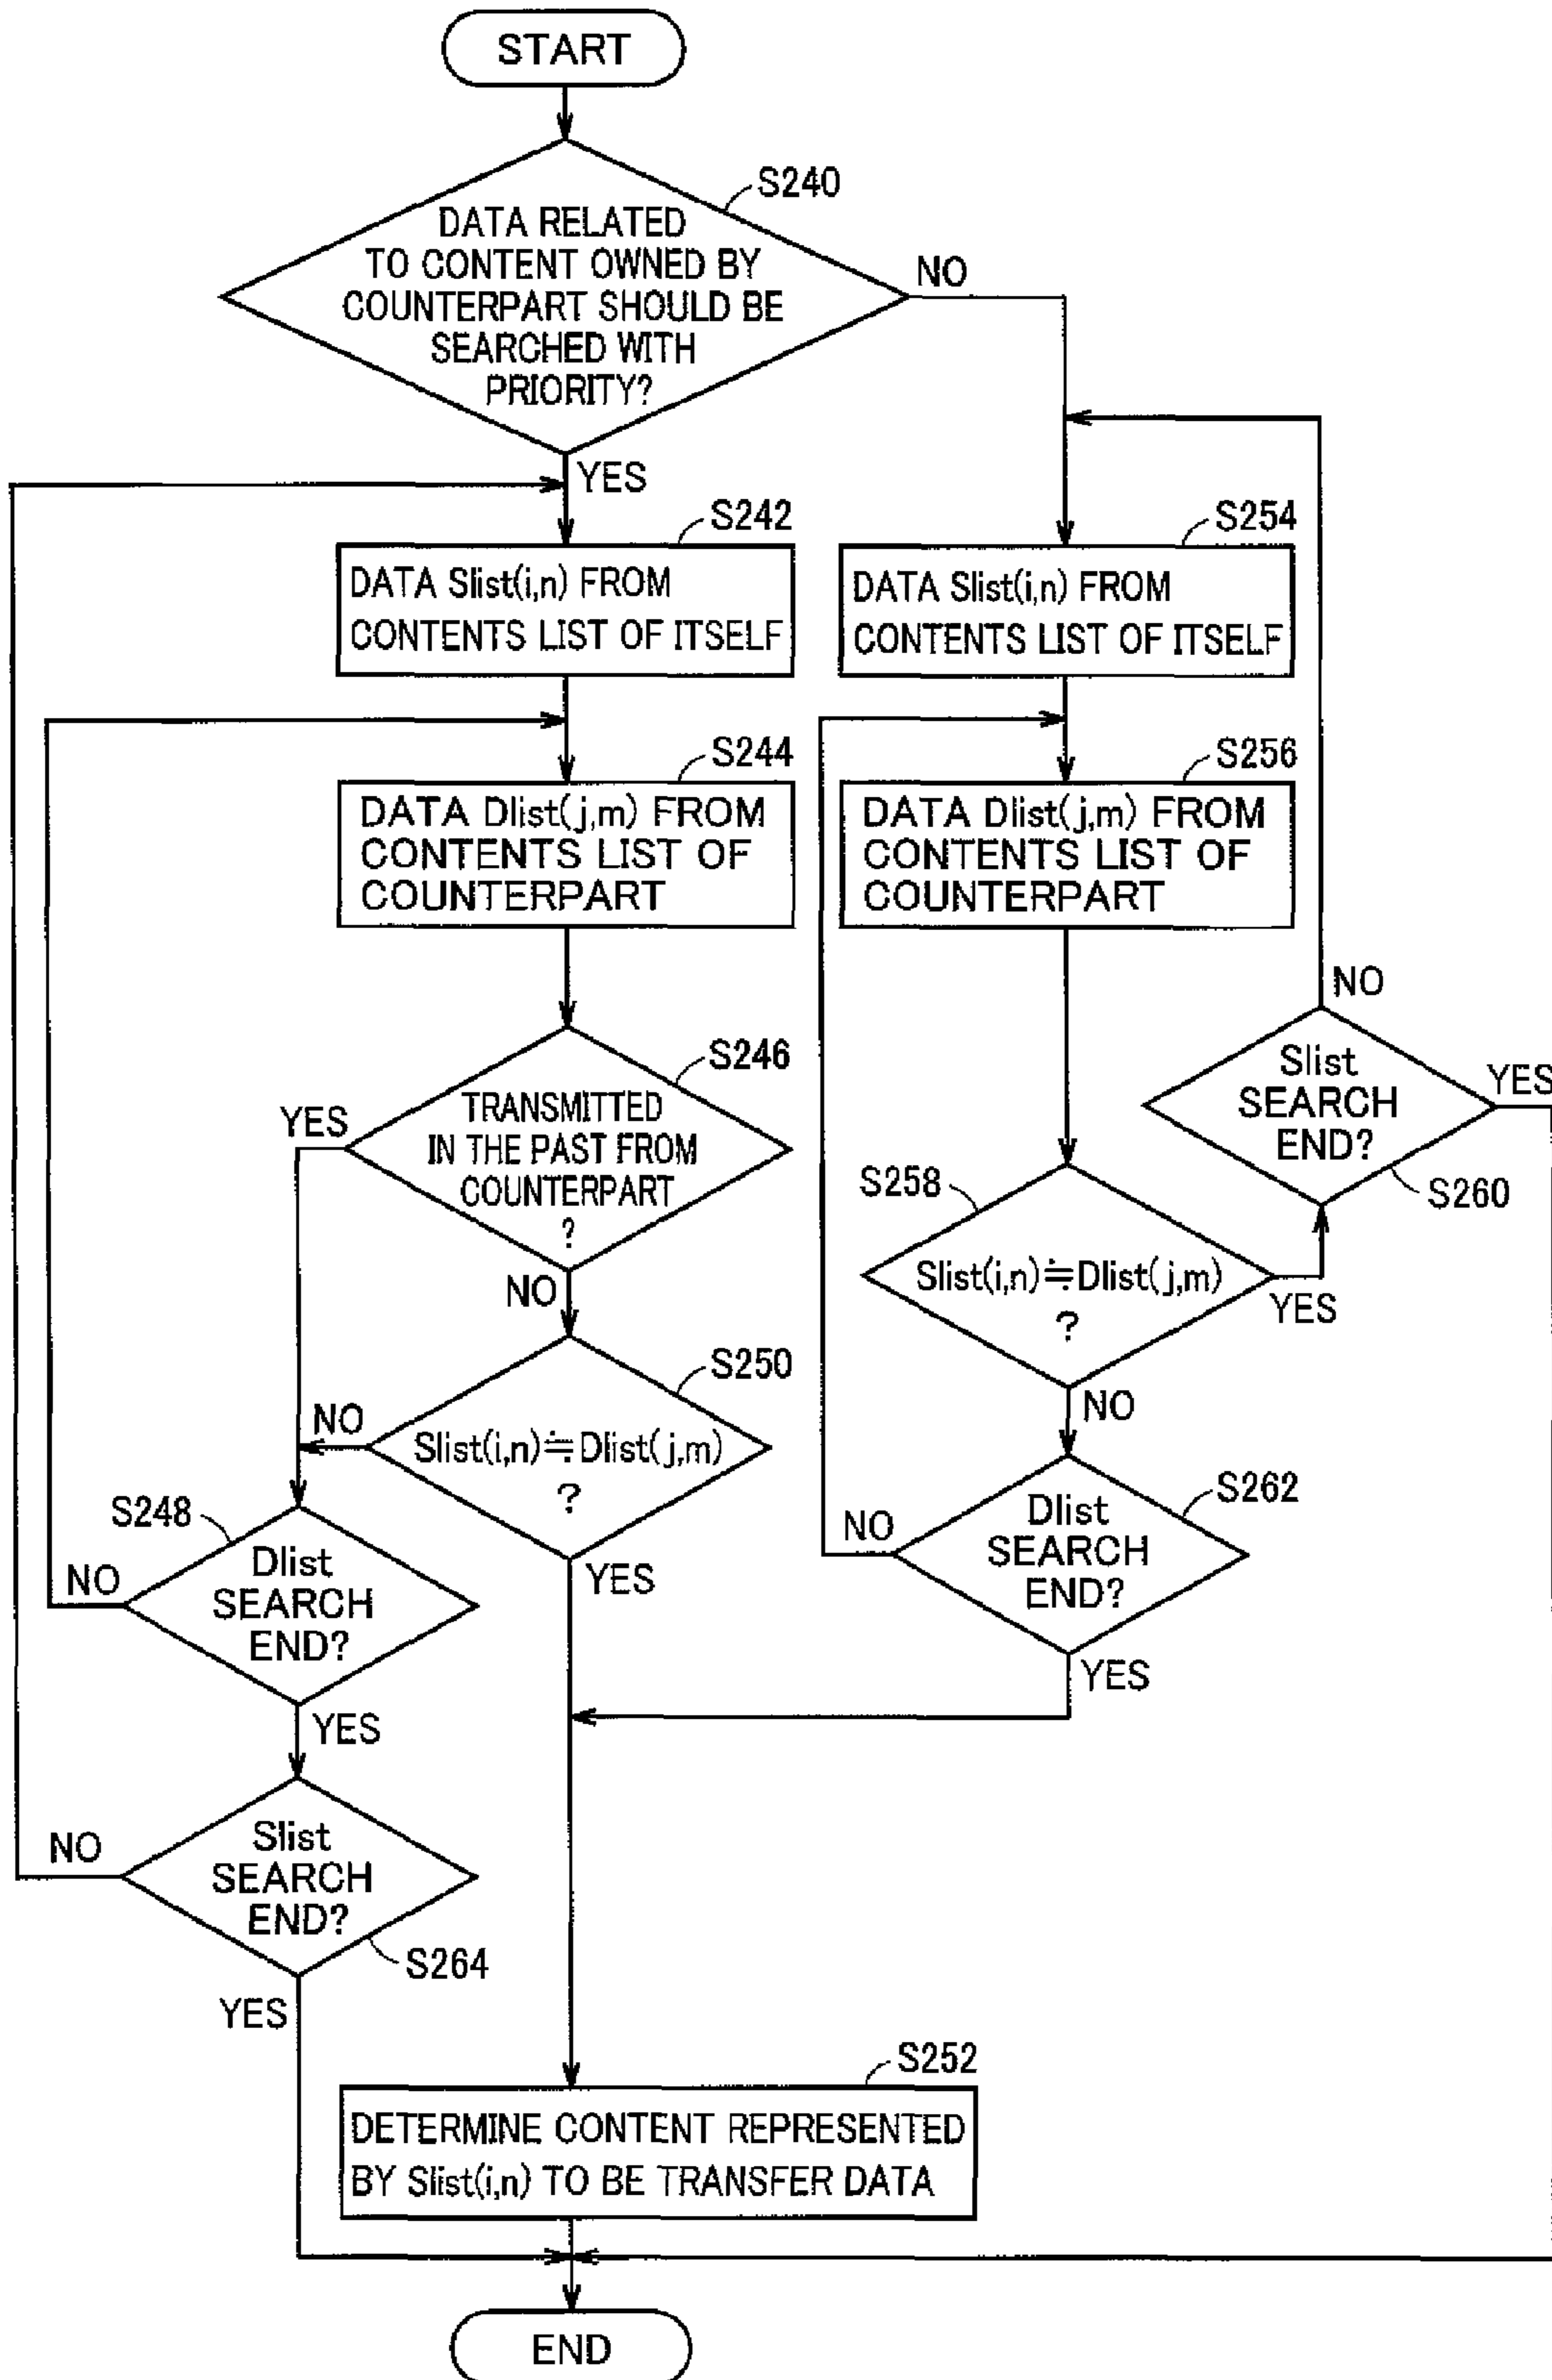 START
S240
DATA RELATED
TO CONTENT OWNED BY
COUNTERPART SHOULD BE
SEARCHED WITH
PRIORITY?
NO
YES
S242
DATA Slist(i,n) FROM
CONTENTS LIST OF ITSELF
S254
DATA Slist(i,n) FROM
CONTENTS LIST OF ITSELF
S244
DATA Dlist(j,m) FROM
CONTENTS LIST OF
COUNTERPART
S256
DATA Dlist(j,m) FROM
CONTENTS LIST OF
COUNTERPART
NO
S246
YES
TRANSMITTED
IN THE PAST FROM
COUNTERPART
?
NO
Slist
SEARCH
END?
YES
S260
S258
Slist(i,n)≒Dlist(j,m)
?
YES
NO
S250
NO
Slist(i,n)≒Dlist(j,m)
?
YES
S262
NO
Dlist
SEARCH
END?
YES
S248
NO
Dlist
SEARCH
END?
YES
NO
Slist
SEARCH
END?
S264
YES
S252
DETERMINE CONTENT REPRESENTED
BY Slist(i,n) TO BE TRANSFER DATA
END